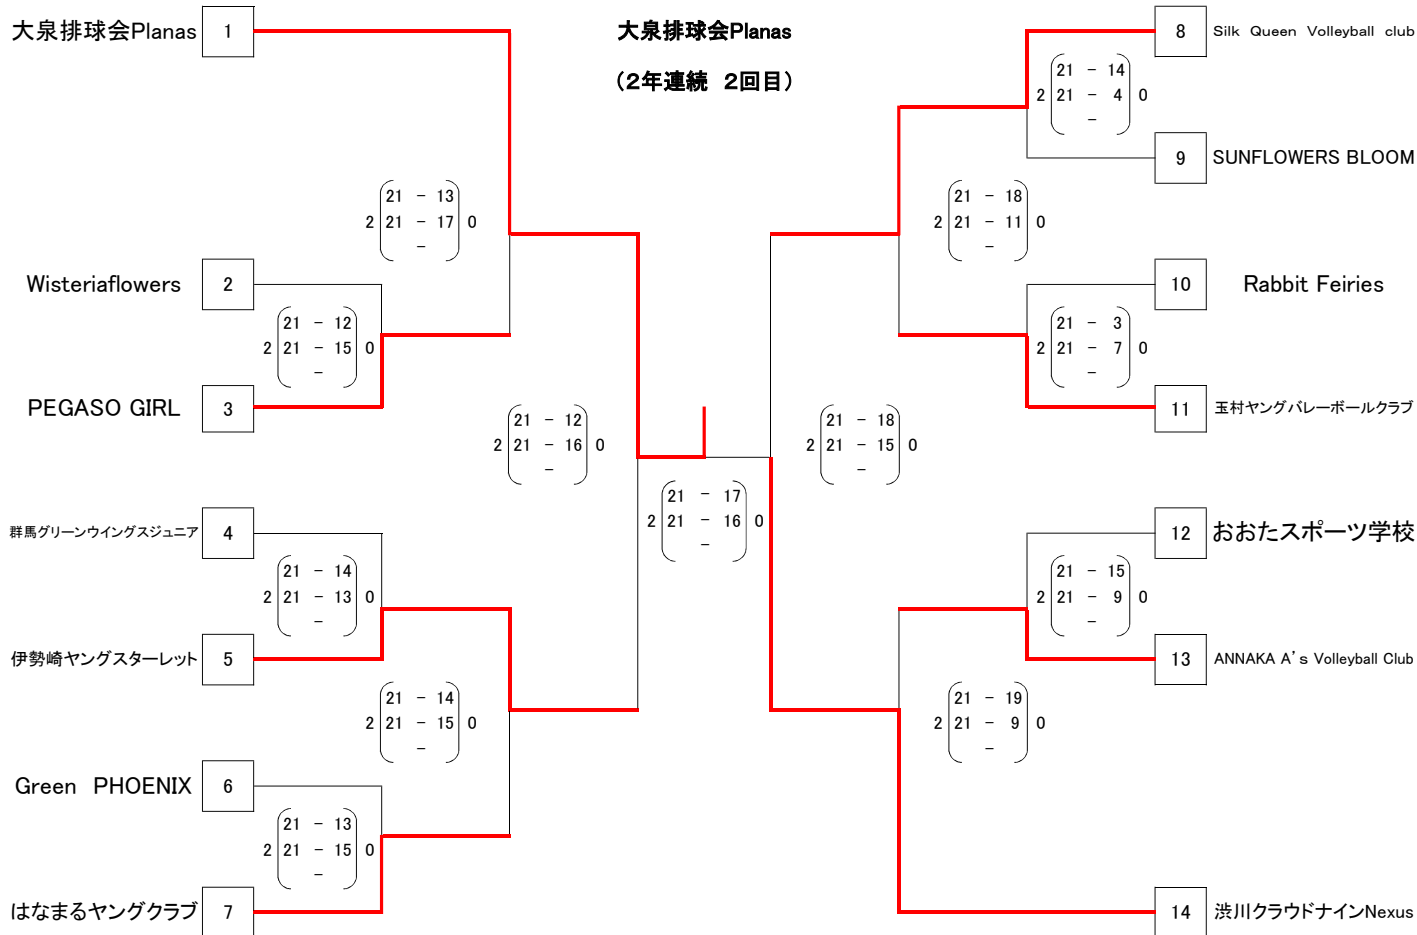 大泉排球会Planas 1
大泉排球会Planas
(2年連続 2回目)
8 Silk Queen Volleyball club
21 - 14
2 21 - 4 0
-
9 SUNFLOWERS BLOOM
21 - 13
2 21 - 17 0
-
21 - 18
2 21 - 11 0
-
Wisteriaflowers 2
10 Rabbit Feiries
21 - 12
2 21 - 15 0
-
21 - 3
2 21 - 7 0
-
PEGASO GIRL 3
11 玉村ヤングバレーボールクラブ
21 - 12
2 21 - 16 0
-
21 - 18
2 21 - 15 0
-
21 - 17
2 21 - 16 0
-
群馬グリーンウイングスジュニア 4
12 おおたスポーツ学校
21 - 14
2 21 - 13 0
-
21 - 15
2 21 - 9 0
-
伊勢崎ヤングスターレット 5
13 ANNAKA A's Volleyball Club
21 - 14
2 21 - 15 0
-
21 - 19
2 21 - 9 0
-
Green PHOENIX 6
21 - 13
2 21 - 15 0
-
はなまるヤングクラブ 7
14 渋川クラウドナインNexus